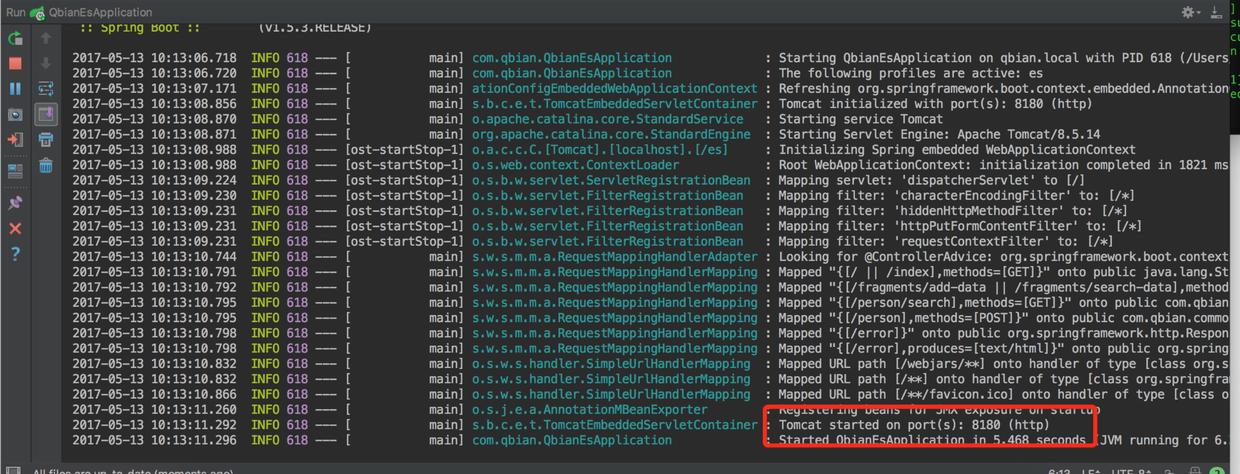 Run QbianEsApplication
:: Spring Boot :: (v1.5.3.RELEASE)
2017-05-13 10:13:06.718 INFO 618 --- [ main] com.qbian.QbianEsApplication : Starting QbianEsApplication on qbian.local with PID 618 (/Users
2017-05-13 10:13:06.720 INFO 618 --- [ main] com.qbian.QbianEsApplication : The following profiles are active: es
2017-05-13 10:13:07.171 INFO 618 --- [ main] ationConfigEmbeddedWebApplicationContext : Refreshing org.springframework.boot.context.embedded.Annotation
2017-05-13 10:13:08.856 INFO 618 --- [ main] s.b.c.e.t.TomcatEmbeddedServletContainer : Tomcat initialized with port(s): 8180 (http)
2017-05-13 10:13:08.870 INFO 618 --- [ main] o.apache.catalina.core.StandardService : Starting service Tomcat
2017-05-13 10:13:08.871 INFO 618 --- [ main] org.apache.catalina.core.StandardEngine : Starting Servlet Engine: Apache Tomcat/8.5.14
2017-05-13 10:13:08.988 INFO 618 --- [ost-startStop-1] o.a.c.c.C.[Tomcat].[localhost].[/es] : Initializing Spring embedded WebApplicationContext
2017-05-13 10:13:08.988 INFO 618 --- [ost-startStop-1] o.s.web.context.ContextLoader : Root WebApplicationContext: initialization completed in 1821 ms
2017-05-13 10:13:09.224 INFO 618 --- [ost-startStop-1] o.s.b.w.servlet.ServletRegistrationBean : Mapping servlet: 'dispatcherServlet' to [/]
2017-05-13 10:13:09.230 INFO 618 --- [ost-startStop-1] o.s.b.w.servlet.FilterRegistrationBean : Mapping filter: 'characterEncodingFilter' to: [/*]
2017-05-13 10:13:09.231 INFO 618 --- [ost-startStop-1] o.s.b.w.servlet.FilterRegistrationBean : Mapping filter: 'hiddenHttpMethodFilter' to: [/*]
2017-05-13 10:13:09.231 INFO 618 --- [ost-startStop-1] o.s.b.w.servlet.FilterRegistrationBean : Mapping filter: 'httpPutFormContentFilter' to: [/*]
2017-05-13 10:13:09.231 INFO 618 --- [ost-startStop-1] o.s.b.w.servlet.FilterRegistrationBean : Mapping filter: 'requestContextFilter' to: [/*]
2017-05-13 10:13:10.744 INFO 618 --- [ main] s.w.s.m.m.a.RequestMappingHandlerAdapter : Looking for @ControllerAdvice: org.springframework.boot.context
2017-05-13 10:13:10.791 INFO 618 --- [ main] s.w.s.m.m.a.RequestMappingHandlerMapping : Mapped "{[/ || /index],methods=[GET]}" onto public java.lang.St
2017-05-13 10:13:10.792 INFO 618 --- [ main] s.w.s.m.m.a.RequestMappingHandlerMapping : Mapped "{[/fragments/add-data || /fragments/search-data],method
2017-05-13 10:13:10.795 INFO 618 --- [ main] s.w.s.m.m.a.RequestMappingHandlerMapping : Mapped "{[/person/search],methods=[GET]}" onto public com.qbian
2017-05-13 10:13:10.795 INFO 618 --- [ main] s.w.s.m.m.a.RequestMappingHandlerMapping : Mapped "{[/person],methods=[POST]}" onto public com.qbian.commo
2017-05-13 10:13:10.798 INFO 618 --- [ main] s.w.s.m.m.a.RequestMappingHandlerMapping : Mapped "{[/error]}" onto public org.springframework.http.Respon
2017-05-13 10:13:10.798 INFO 618 --- [ main] s.w.s.m.m.a.RequestMappingHandlerMapping : Mapped "{[/error],produces=[text/html]}" onto public org.spring
2017-05-13 10:13:10.832 INFO 618 --- [ main] o.s.w.s.handler.SimpleUrlHandlerMapping : Mapped URL path [/webjars/**] onto handler of type [class org.s
2017-05-13 10:13:10.832 INFO 618 --- [ main] o.s.w.s.handler.SimpleUrlHandlerMapping : Mapped URL path [/**] onto handler of type [class org.springfram
2017-05-13 10:13:10.866 INFO 618 --- [ main] o.s.w.s.handler.SimpleUrlHandlerMapping : Mapped URL path [/**/favicon.ico] onto handler of type [class o
2017-05-13 10:13:11.260 INFO 618 --- [ main] o.s.j.e.a.AnnotationMBeanExporter : Registering beans for JMX exposure on startup
2017-05-13 10:13:11.292 INFO 618 --- [ main] s.b.c.e.t.TomcatEmbeddedServletContainer : Tomcat started on port(s): 8180 (http)
2017-05-13 10:13:11.296 INFO 618 --- [ main] com.qbian.QbianEsApplication : Started QbianEsApplication in 5.468 seconds (JVM running for 6.
All files are up-to-date (moments ago)
6:13 LF÷ UTF-8÷